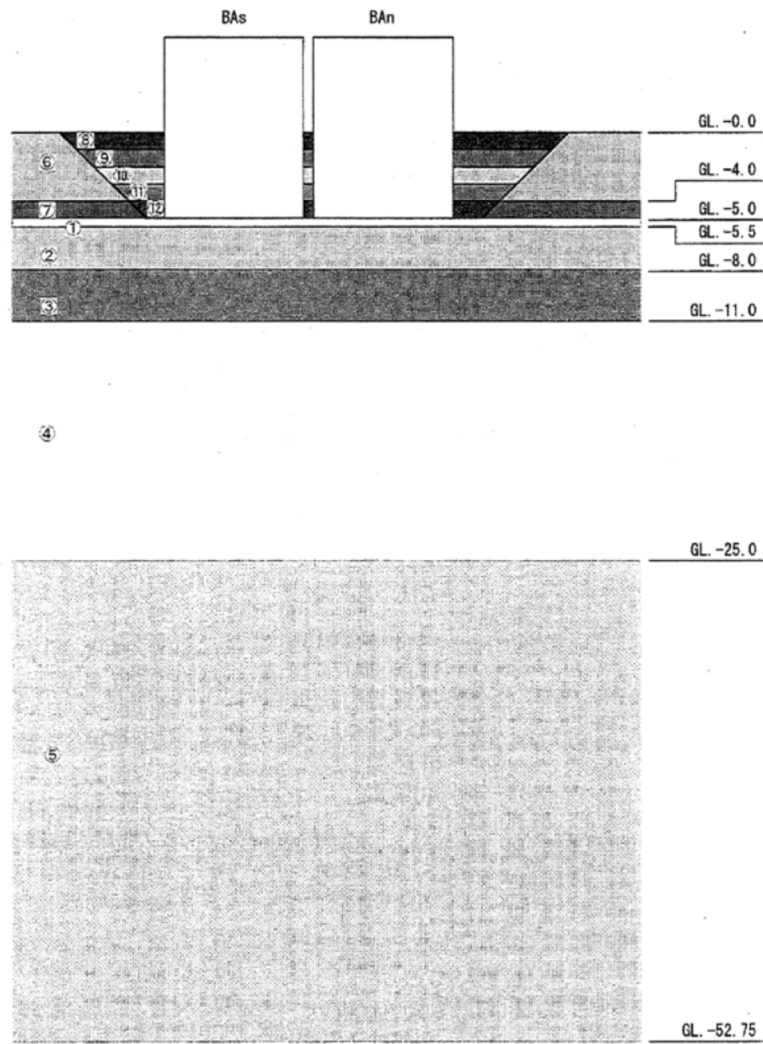 BAs BAn
GL.-0.0
⑧
⑥ ⑨
⑩
GL.-4.0
⑪
⑦ ⑫
GL.-5.0
①
GL.-5.5
②
GL.-8.0
③
GL.-11.0
④
GL.-25.0
⑤
GL.-52.75